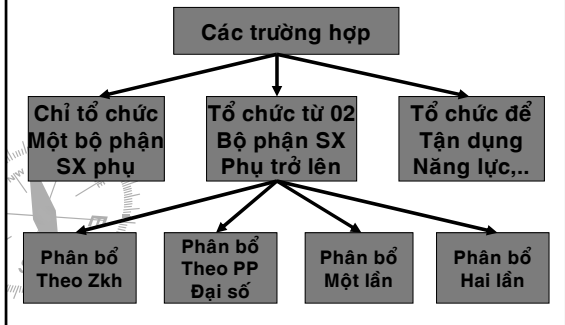 Các trường hợp
Chỉ tổ chức
Một bộ phận
SX phụ
Tổ chức từ 02
Bộ phận SX
Phụ trở lên
Tổ chức để
Tận dụng
Năng lực,..
Phân bổ
Theo Zkh
Phân bổ
Theo PP
Đại số
Phân bổ
Một lần
Phân bổ
Hai lần
NW
W